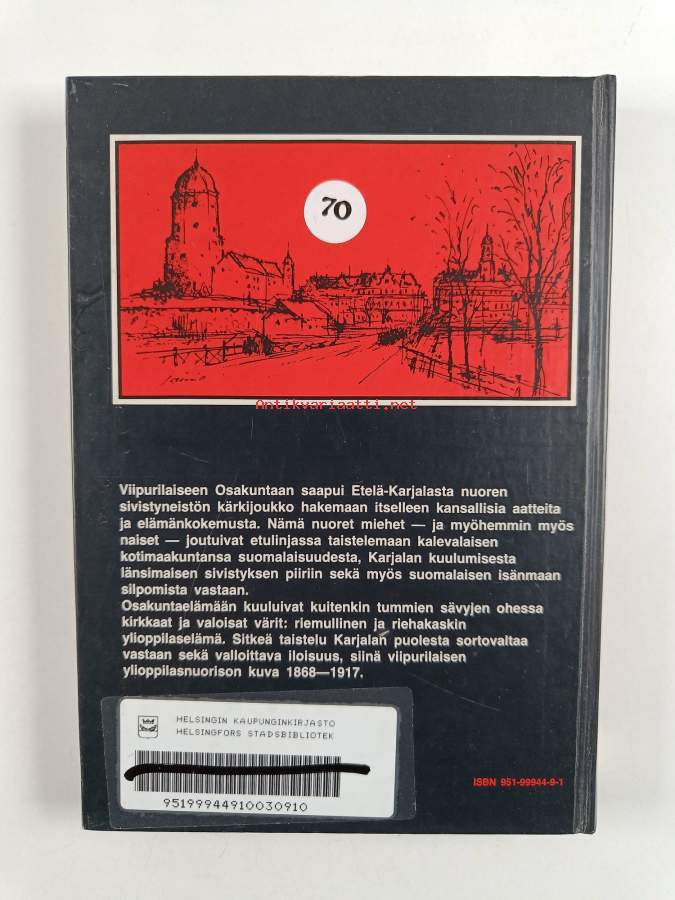 70
Antikvariaatti.net
Viipurilaiseen Osakuntaan saapui Etelä-Karjalasta nuoren
sivistyneistön kärkijoukko hakemaan itselleen kansallisia aatteita
ja elämänkokemusta. Nämä nuoret miehet — ja myöhemmin myös
naiset — joutuivat etulinjassa taistelemaan kalevalaisen
kotimaakuntansa suomalaisuudesta, Karjalan kuulumisesta
länsimaisen sivistyksen piiriin sekä myös suomalaisen isänmaan
silpomista vastaan.
Osakuntaelämään kuuluivat kuitenkin tummien sävyjen ohessa
kirkkaat ja valoisat värit: riemullinen ja riehakaskin
ylioppilaselämä. Sitkeä taistelu Karjalan puolesta sortovaltaa
vastaan sekä valloittava iloisuus, siinä viipurilaisen
ylioppilasnuorison kuva 1868—1917.
HELSINGIN KAUPUNGINKIRJASTO
HELSINGFORS STADSBIBLIOTEK
95199944910030910
ISBN 951-99944-9-1